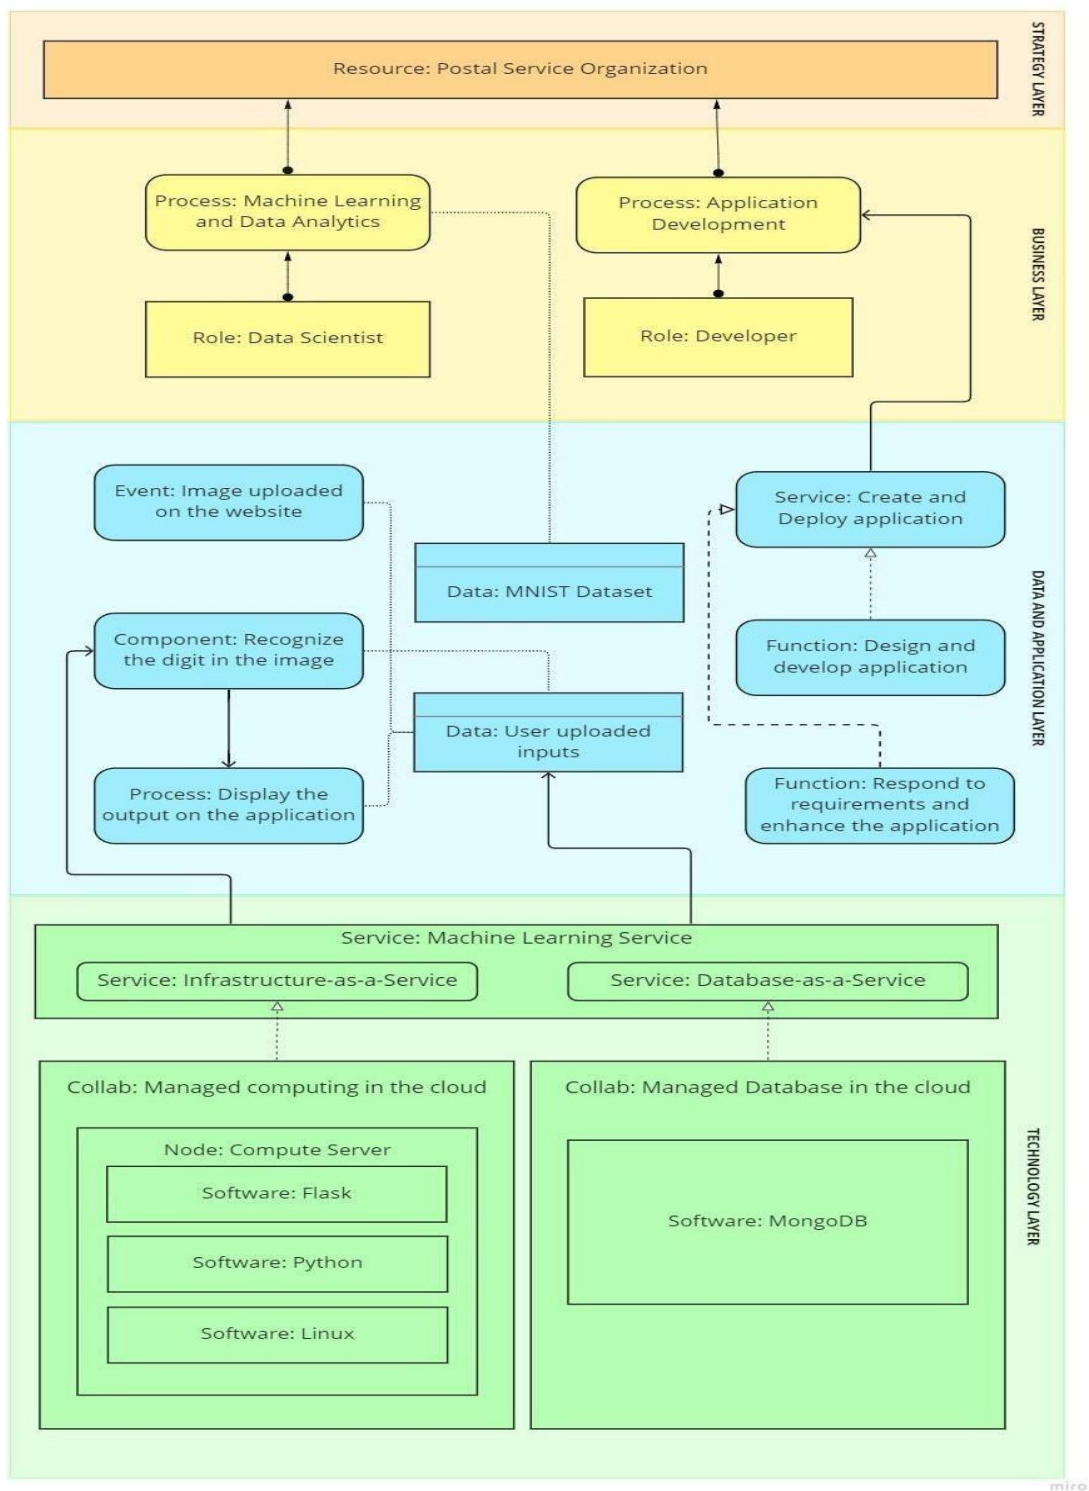 STRATEGY LAYER
Resource: Postal Service Organization
BUSINESS LAYER
Process: Machine Learning
and Data Analytics
Process: Application
Development
Role: Data Scientist
Role: Developer
DATA AND APPLICATION LAYER
Event: Image uploaded
on the website
Service: Create and
Deploy application
Data: MNIST Dataset
Component: Recognize
the digit in the image
Function: Design and
develop application
Data: User uploaded
inputs
Process: Display the
output on the application
Function: Respond to
requirements and
enhance the application
TECHNOLOGY LAYER
Service: Machine Learning Service
Service: Infrastructure-as-a-Service
Service: Database-as-a-Service
Collab: Managed computing in the cloud
Node: Compute Server
Software: Flask
Software: Python
Software: Linux
Collab: Managed Database in the cloud
Software: MongoDB
miro